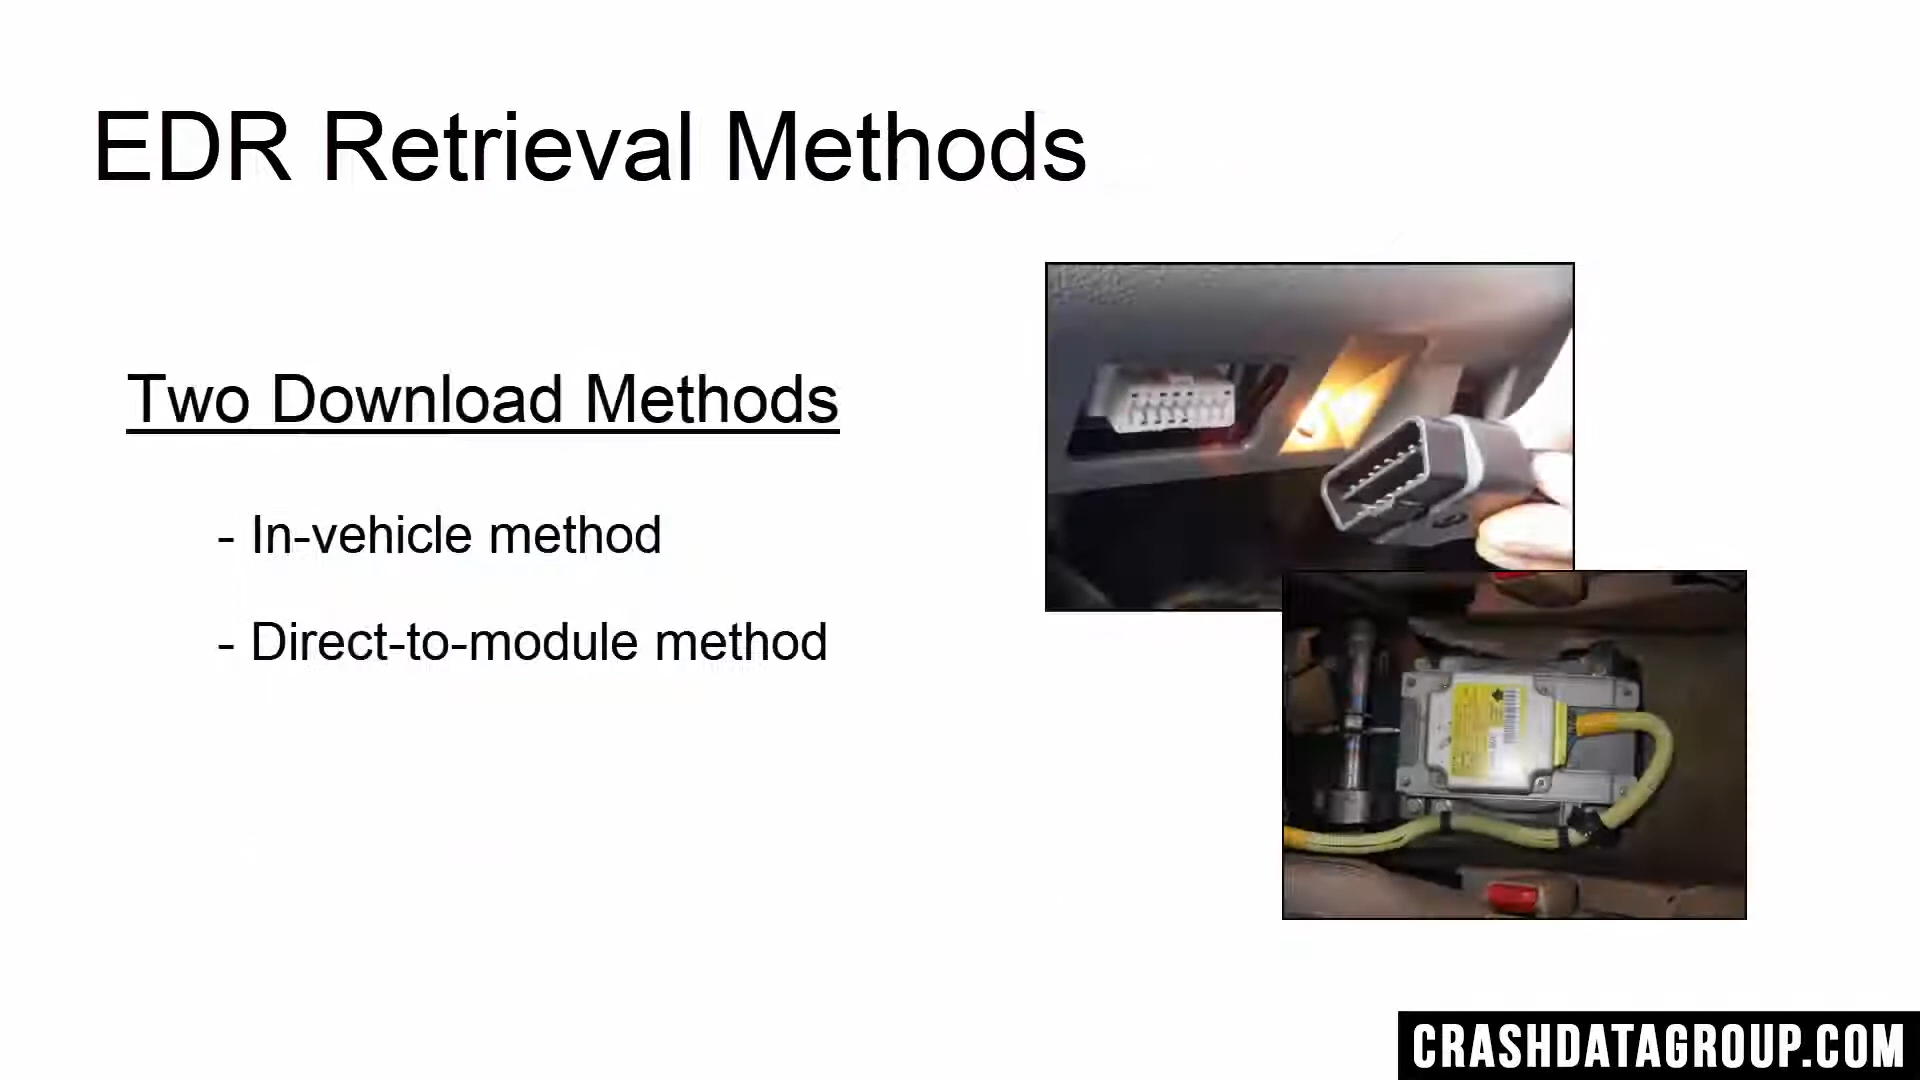 EDR Retrieval Methods
Two Download Methods
- In-vehicle method
- Direct-to-module method
CRASHDATAGROUP.COM